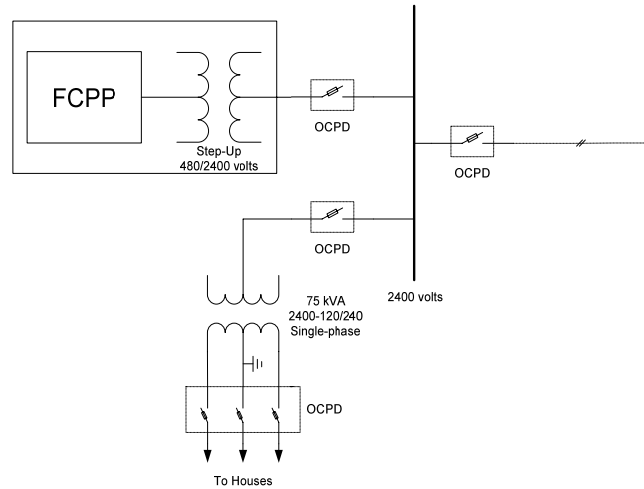 FCPP
Step-Up
480/2400 volts
OCPD
OCPD
OCPD
75 kVA
2400-120/240
Single-phase
2400 volts
OCPD
To Houses